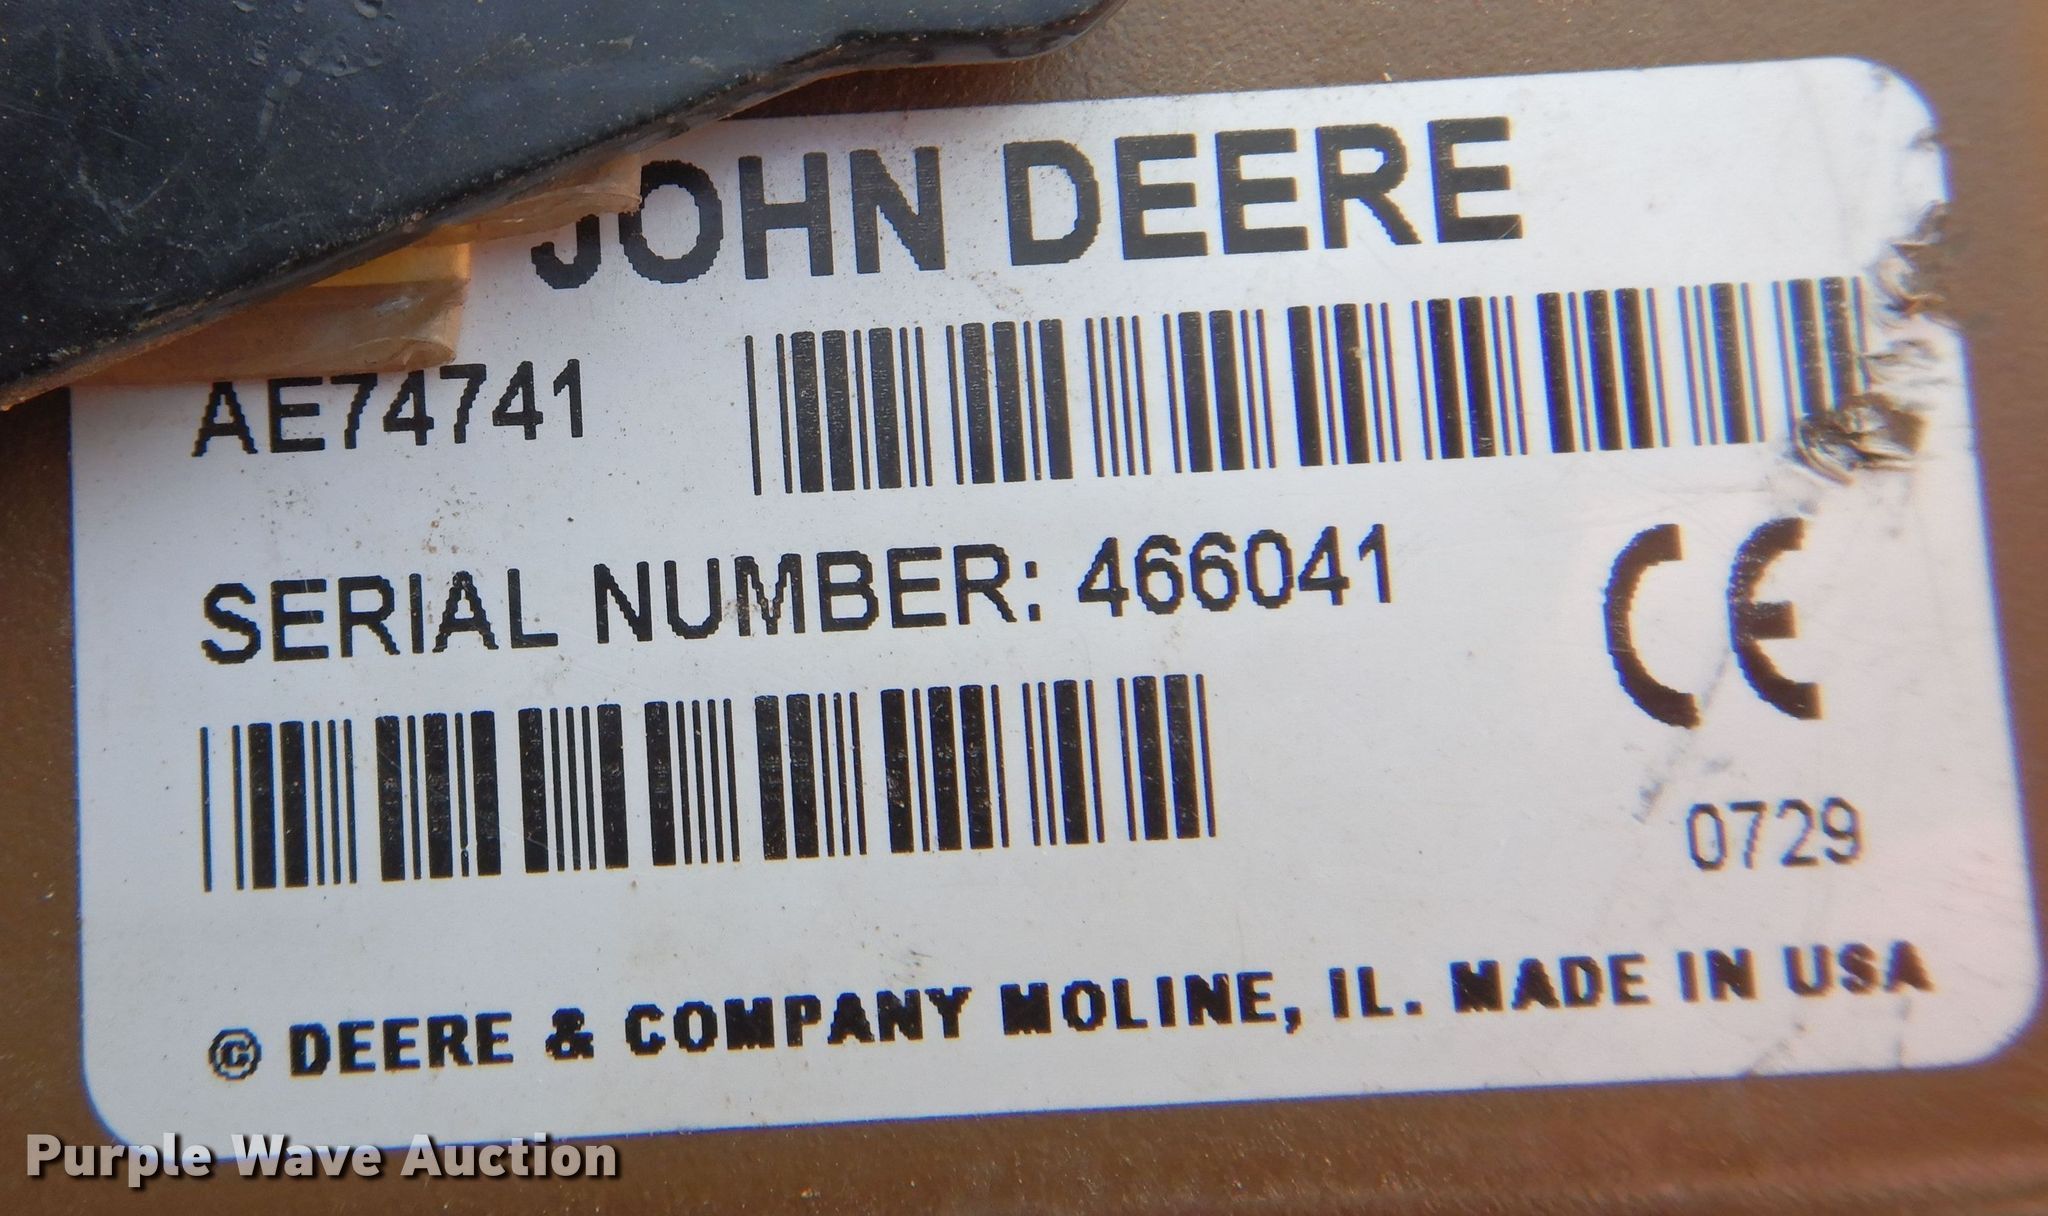 JOHN DEERE
AE74741
SERIAL NUMBER: 466041
CE
0729
© DEERE & COMPANY MOLINE, IL. MADE IN USA
Purple Wave Auction